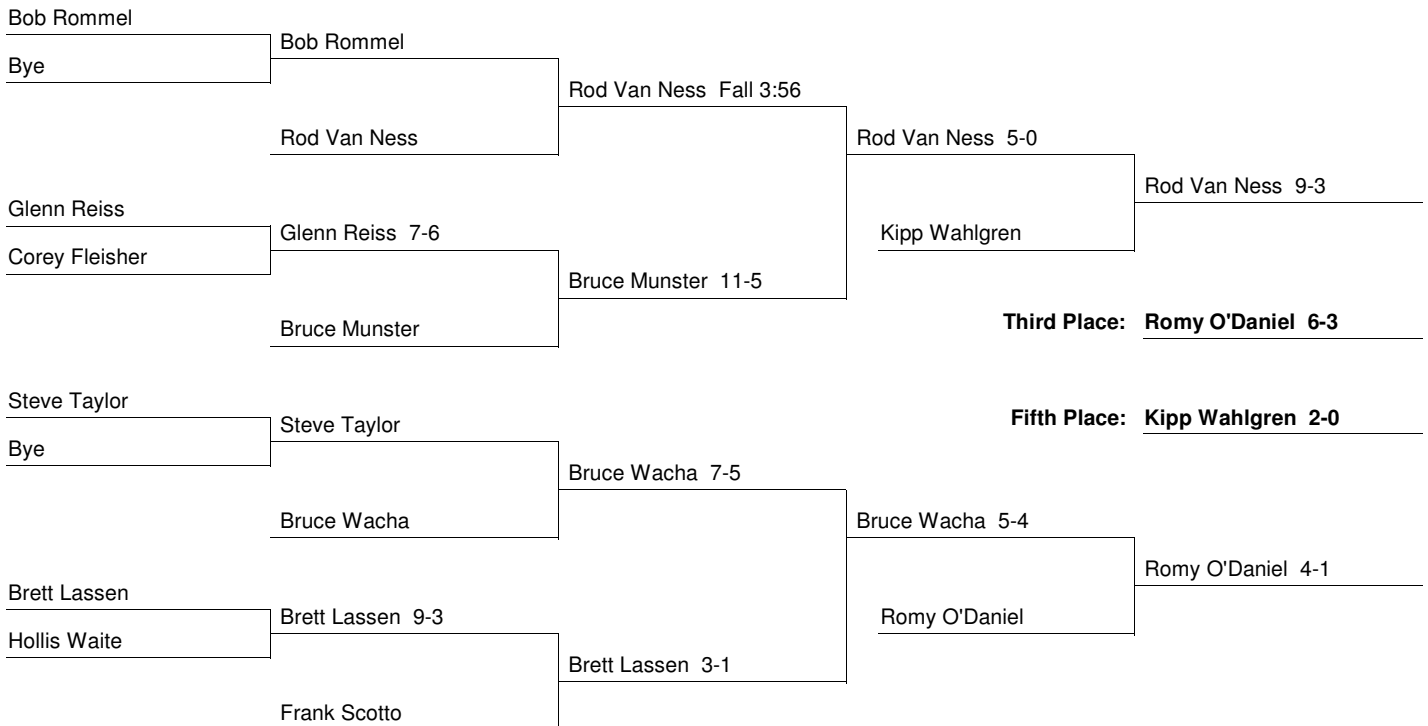 Bob Rommel
Bob Rommel
Bye
Rod Van Ness  Fall 3:56
Rod Van Ness
Rod Van Ness  5-0
Rod Van Ness  9-3
Glenn Reiss
Glenn Reiss  7-6
Kipp Wahlgren
Corey Fleisher
Bruce Munster  11-5
Bruce Munster
Third Place:  Romy O'Daniel  6-3
Steve Taylor
Steve Taylor
Fifth Place:  Kipp Wahlgren  2-0
Bye
Bruce Wacha  7-5
Bruce Wacha
Bruce Wacha  5-4
Romy O'Daniel  4-1
Brett Lassen
Brett Lassen  9-3
Romy O'Daniel
Hollis Waite
Brett Lassen  3-1
Frank Scotto